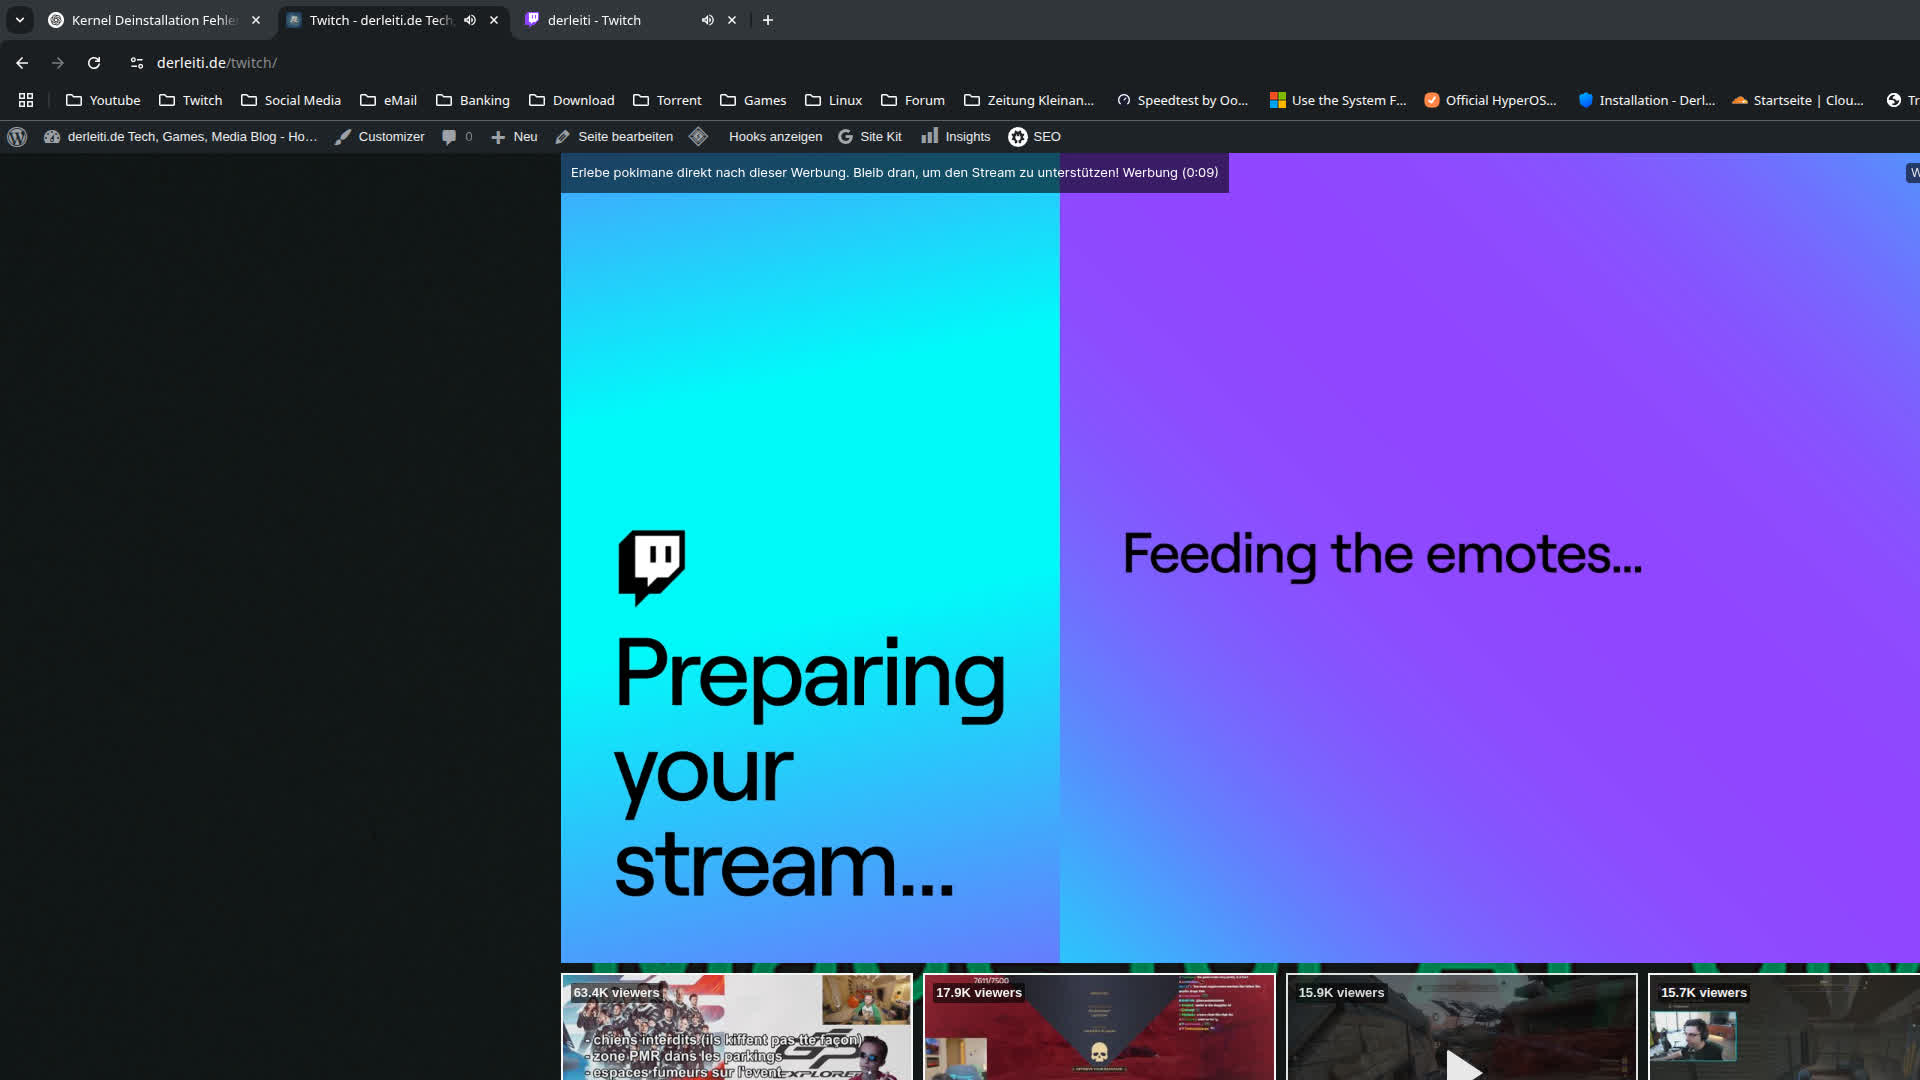 Kernel Deinstallation Fehle
Twitch - derleiti.de Tech,
derleiti - Twitch
derleiti.de/twitch/
Youtube
Twitch
Social Media
eMail
Banking
Download
Torrent
Games
Linux
Forum
Zeitung Kleinan...
Speedtest by Oo...
Use the System F...
Official HyperOS...
Installation - Derl...
Startseite | Clou...
Tr
derleiti.de Tech, Games, Media Blog - Ho...
Customizer
0
Neu
Seite bearbeiten
Hooks anzeigen
Site Kit
Insights
SEO
Erlebe pokimane direkt nach dieser Werbung. Bleib dran, um den Stream zu unterstützen! Werbung (0:09)
W
Feeding the emotes...
Preparing
your
stream...
63.4K viewers
- chiens interdits (ils kiffent pas tte façon)
- zone PMR dans les parkings
- espaces fumeurs sur l'event
GP
EXPLORER
7611/7500
17.9K viewers
15.9K viewers
15.7K viewers